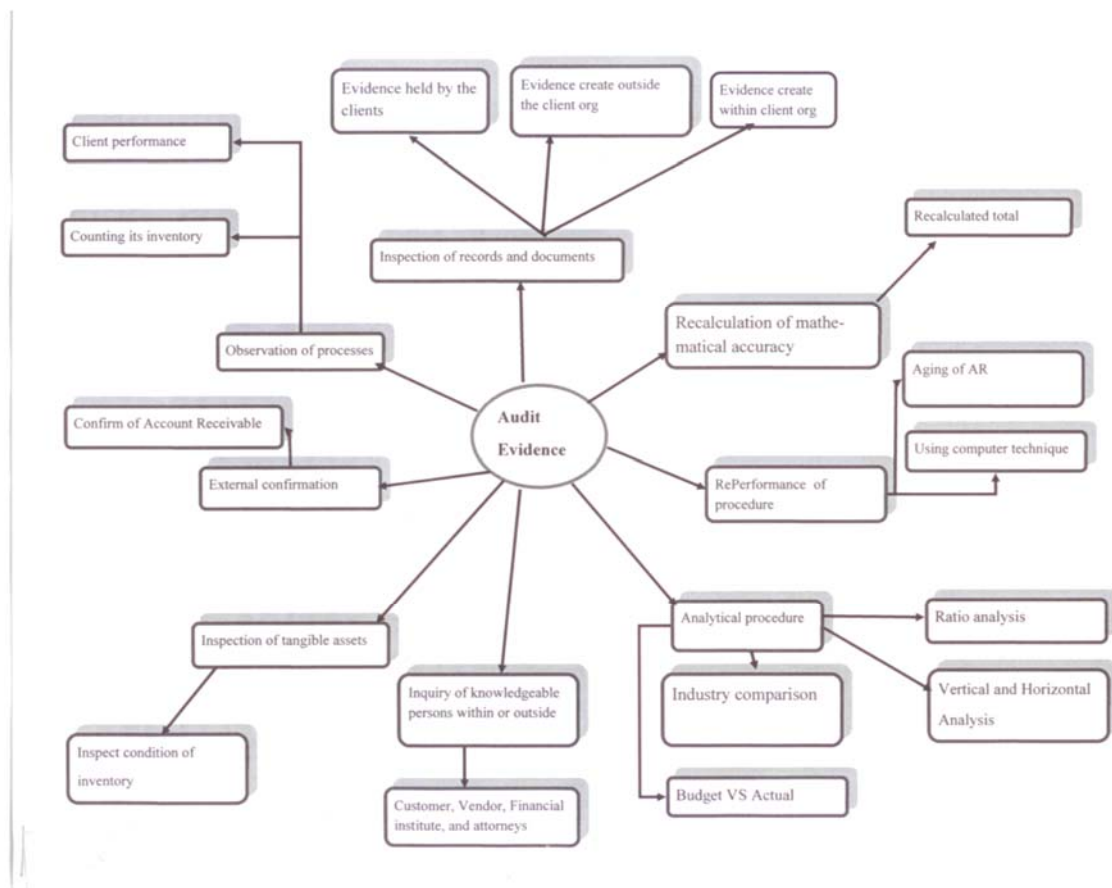 Evidence held by the
clients
Evidence create outside
the client org
Evidence create
within client org
Client performance
Counting its inventory
Inspection of records and documents
Recalculated total
Recalculation of mathe-
matical accuracy
Observation of processes
Aging of AR
Confirm of Account Receivable
Audit
Evidence
Using computer technique
External confirmation
RePerformance of
procedure
Inspection of tangible assets
Analytical procedure
Ratio analysis
Inquiry of knowledgeable
persons within or outside
Industry comparison
Vertical and Horizontal
Analysis
Inspect condition of
inventory
Customer, Vendor, Financial
institute, and attorneys
Budget VS Actual